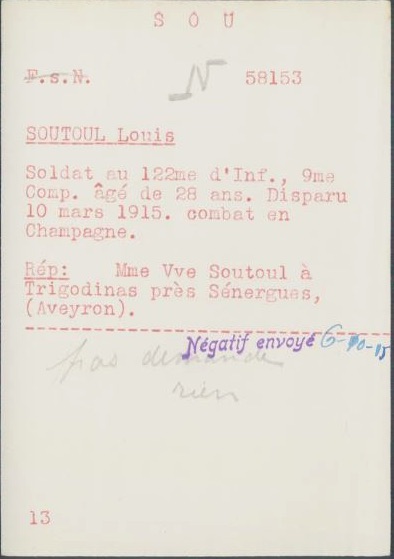 S O U
F.s.N. N 58153
SOUTOUL Louis
Soldat au 122me d'Inf., 9me
Comp. âgé de 28 ans. Disparu
10 mars 1915. combat en
Champagne.
Rép: Mme Vve Soutoul à
Trigodinas près Sénergues,
(Aveyron).
Négatif envoyé 6-10-15
pas demande
rien
13